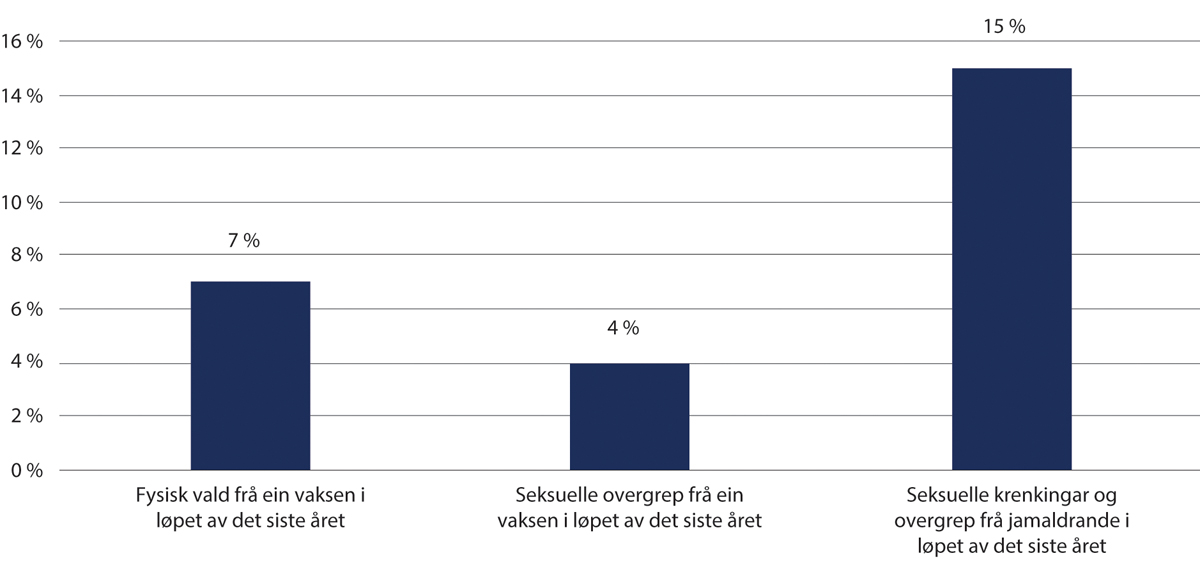 15 %
16 %
14 %
12 %
10 %
7 %
8 %
6 %
4 %
4 %
2 %
0 %
Fysisk vald frå ein vaksen i
løpet av det siste året
Seksuelle overgrep frå ein
vaksen i løpet av det siste året
Seksuelle krenkingar og
overgrep frå jamaldrande i
løpet av det siste året